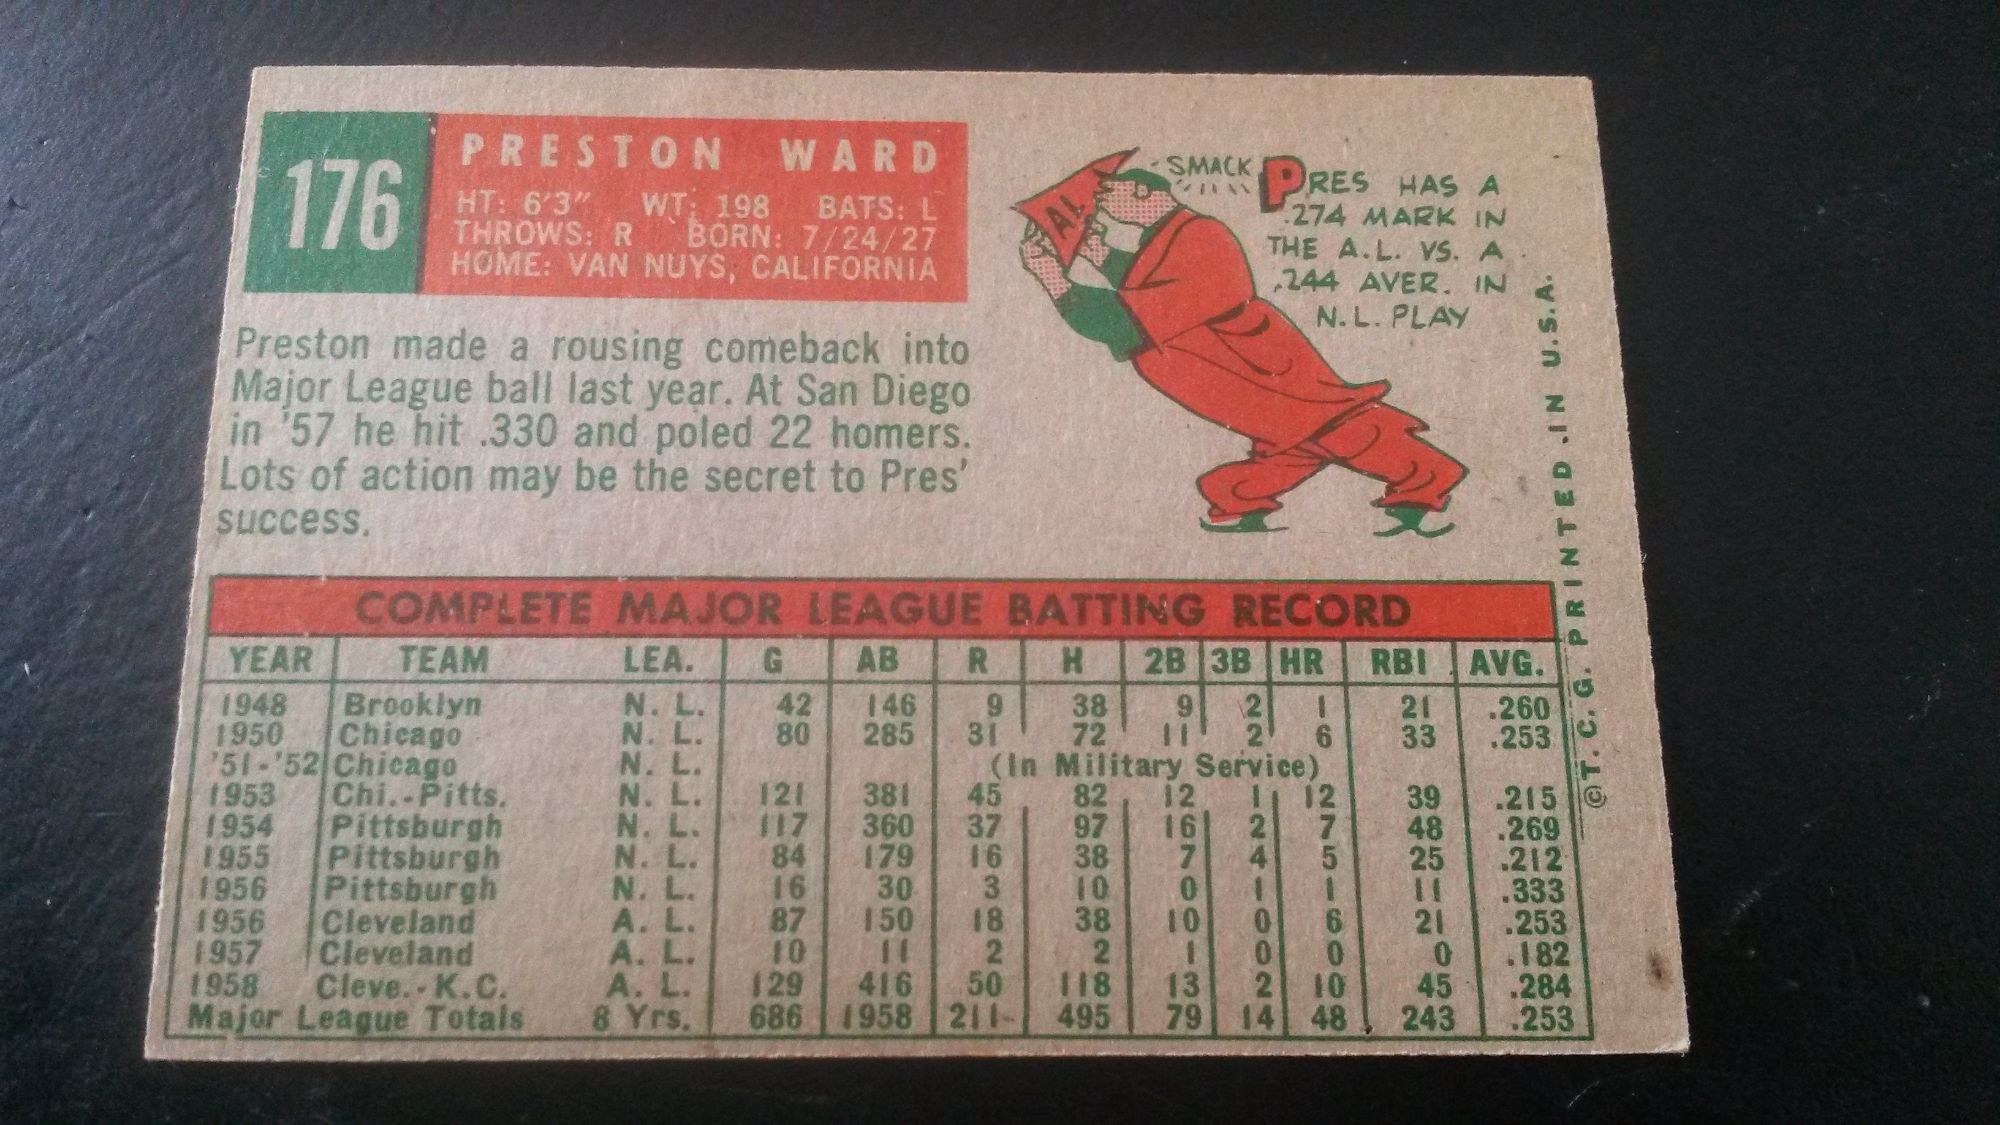 176
PRESTON WARD
HT: 6'3" WT: 198 BATS: L
THROWS: R BORN: 7/24/27
HOME: VAN NUYS, CALIFORNIA
Preston made a rousing comeback into
Major League ball last year. At San Diego
in '57 he hit .330 and poled 22 homers.
Lots of action may be the secret to Pres'
success.
A.L.
SMACK
PRES HAS A
.274 MARK IN
THE A.L. VS. A
.244 AVER. IN
N.L. PLAY
COMPLETE MAJOR LEAGUE BATTING RECORD
YEAR TEAM LEA. G AB R H 2B 3B HR RBI AVG.
1948 Brooklyn N. L. 42 146 9 38 9 2 1 21 .260
1950 Chicago N. L. 80 285 31 72 11 2 6 33 .253
'51-'52 Chicago N. L. (In Military Service)
1953 Chi.-Pitts. N. L. 121 381 45 82 12 1 12 39 .215
1954 Pittsburgh N. L. 117 360 37 97 16 2 7 48 .269
1955 Pittsburgh N. L. 84 179 16 38 7 4 5 25 .212
1956 Pittsburgh N. L. 16 30 3 10 0 1 1 11 .333
1956 Cleveland A. L. 87 150 18 38 10 0 6 21 .253
1957 Cleveland A. L. 10 11 2 2 1 0 0 0 .182
1958 Cleve.-K.C. A. L. 129 416 50 118 13 2 10 45 .284
Major League Totals 8 Yrs. 686 1958 211 495 79 14 48 243 .253
©T. C. G. PRINTED IN U.S.A.